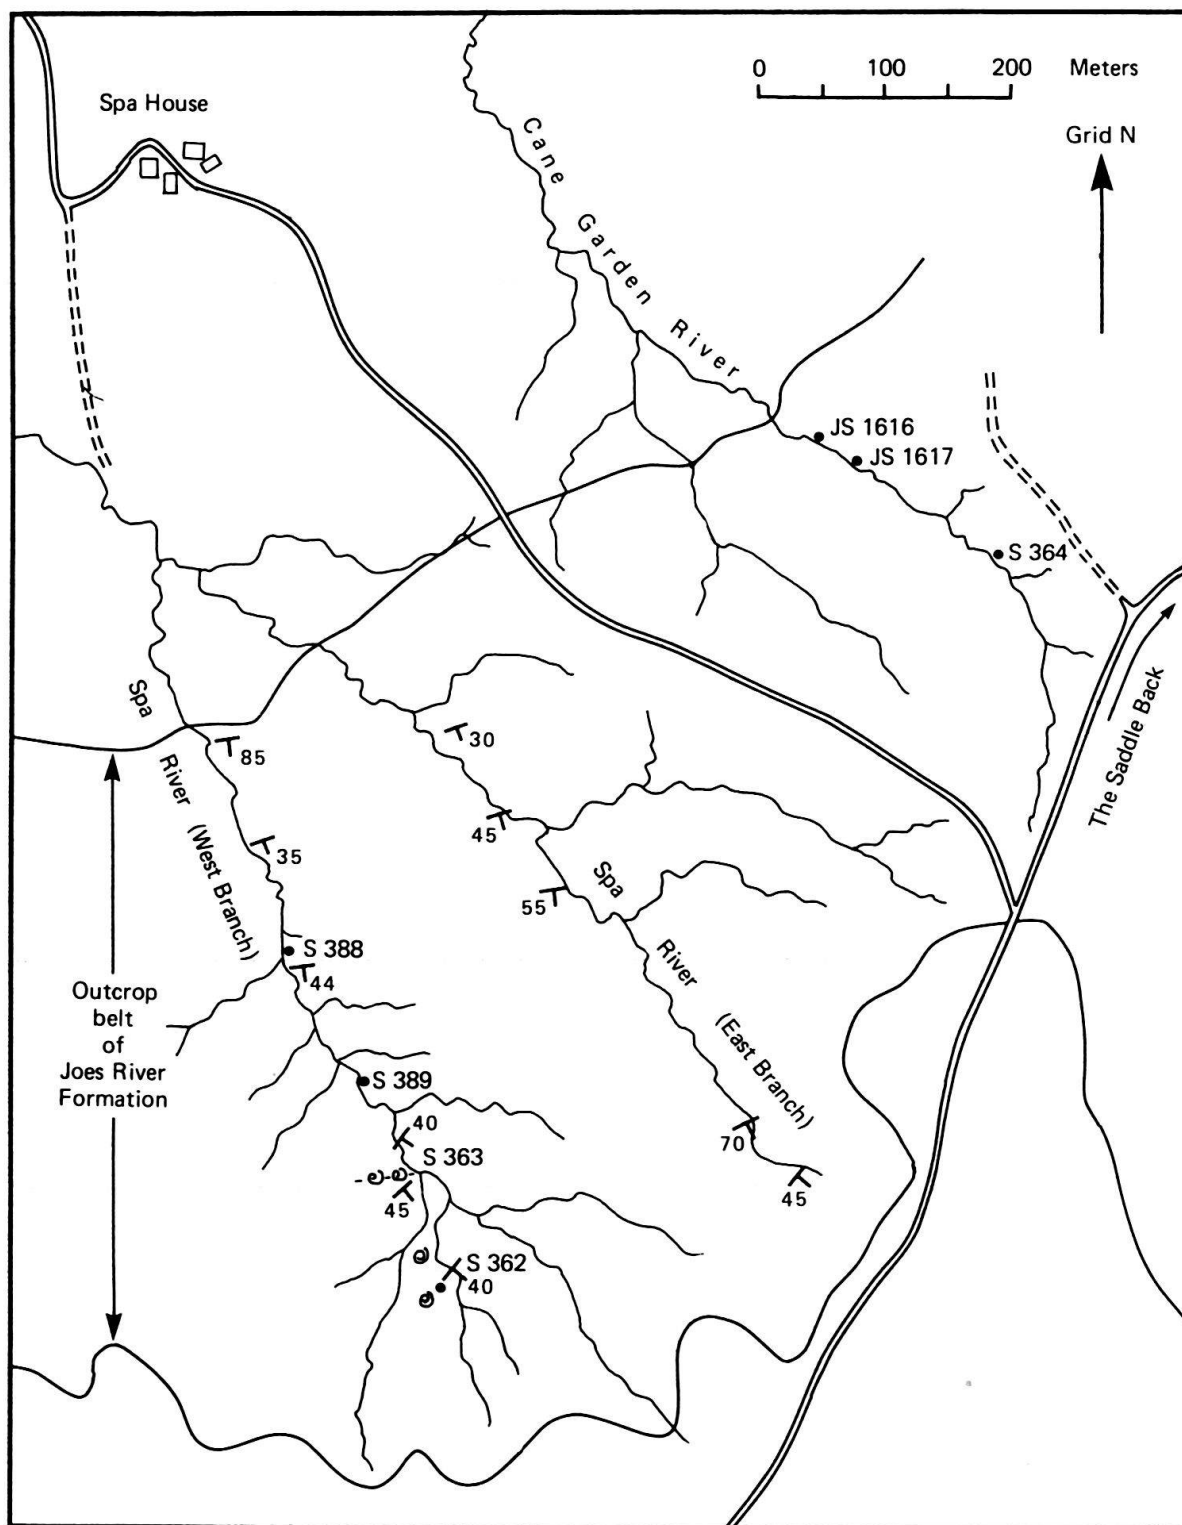 0 100 200 Meters
Spa House
Grid N
Cane Garden River
JS 1616
JS 1617
S 364
The Saddle Back
Spa
River (West Branch)
30
85
45
35
55
Spa
River
(East Branch)
S 388
44
Outcrop
belt
of
Joes River
Formation
S 389
40
70
S 363
45
45
S 362
40